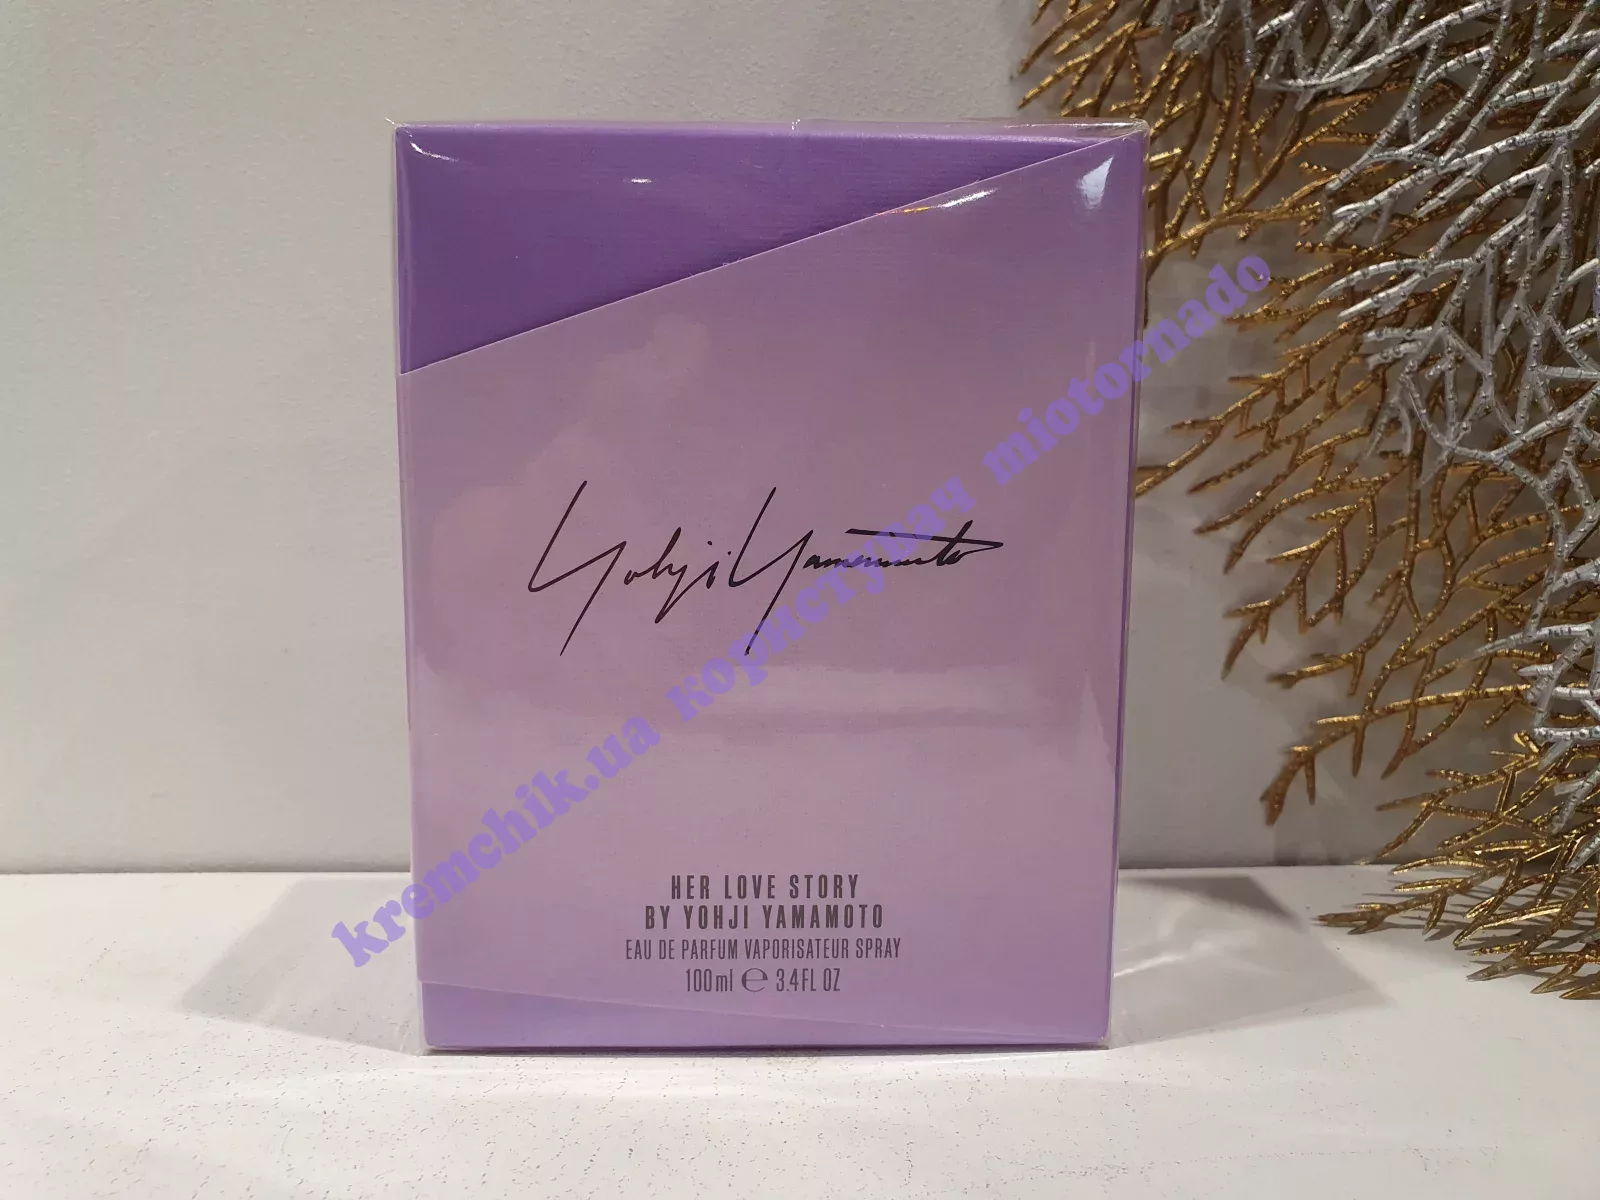 Yohji Yamamoto
HER LOVE STORY
BY YOHJI YAMAMOTO
EAU DE PARFUM VAPORISATEUR SPRAY
100ml ℮ 3.4FL OZ
kremchik.ua користувач miotornado